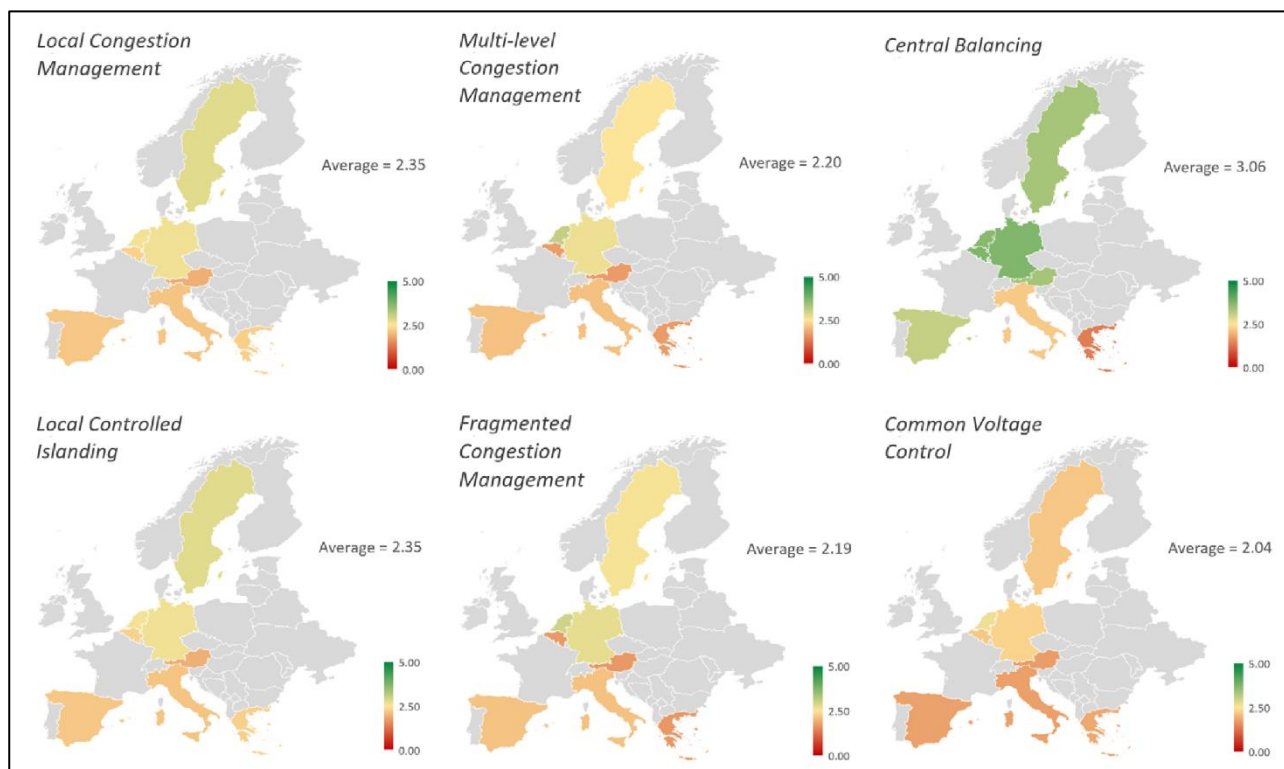 Local Congestion
Management
Average = 2.35
5.00
2.50
0.00
Multi-level
Congestion
Management
Average = 2.20
5.00
2.50
0.00
Central Balancing
Average = 3.06
5.00
2.50
0.00
Local Controlled
Islanding
Average = 2.35
5.00
2.50
0.00
Fragmented
Congestion
Management
Average = 2.19
5.00
2.50
0.00
Common Voltage
Control
Average = 2.04
5.00
2.50
0.00